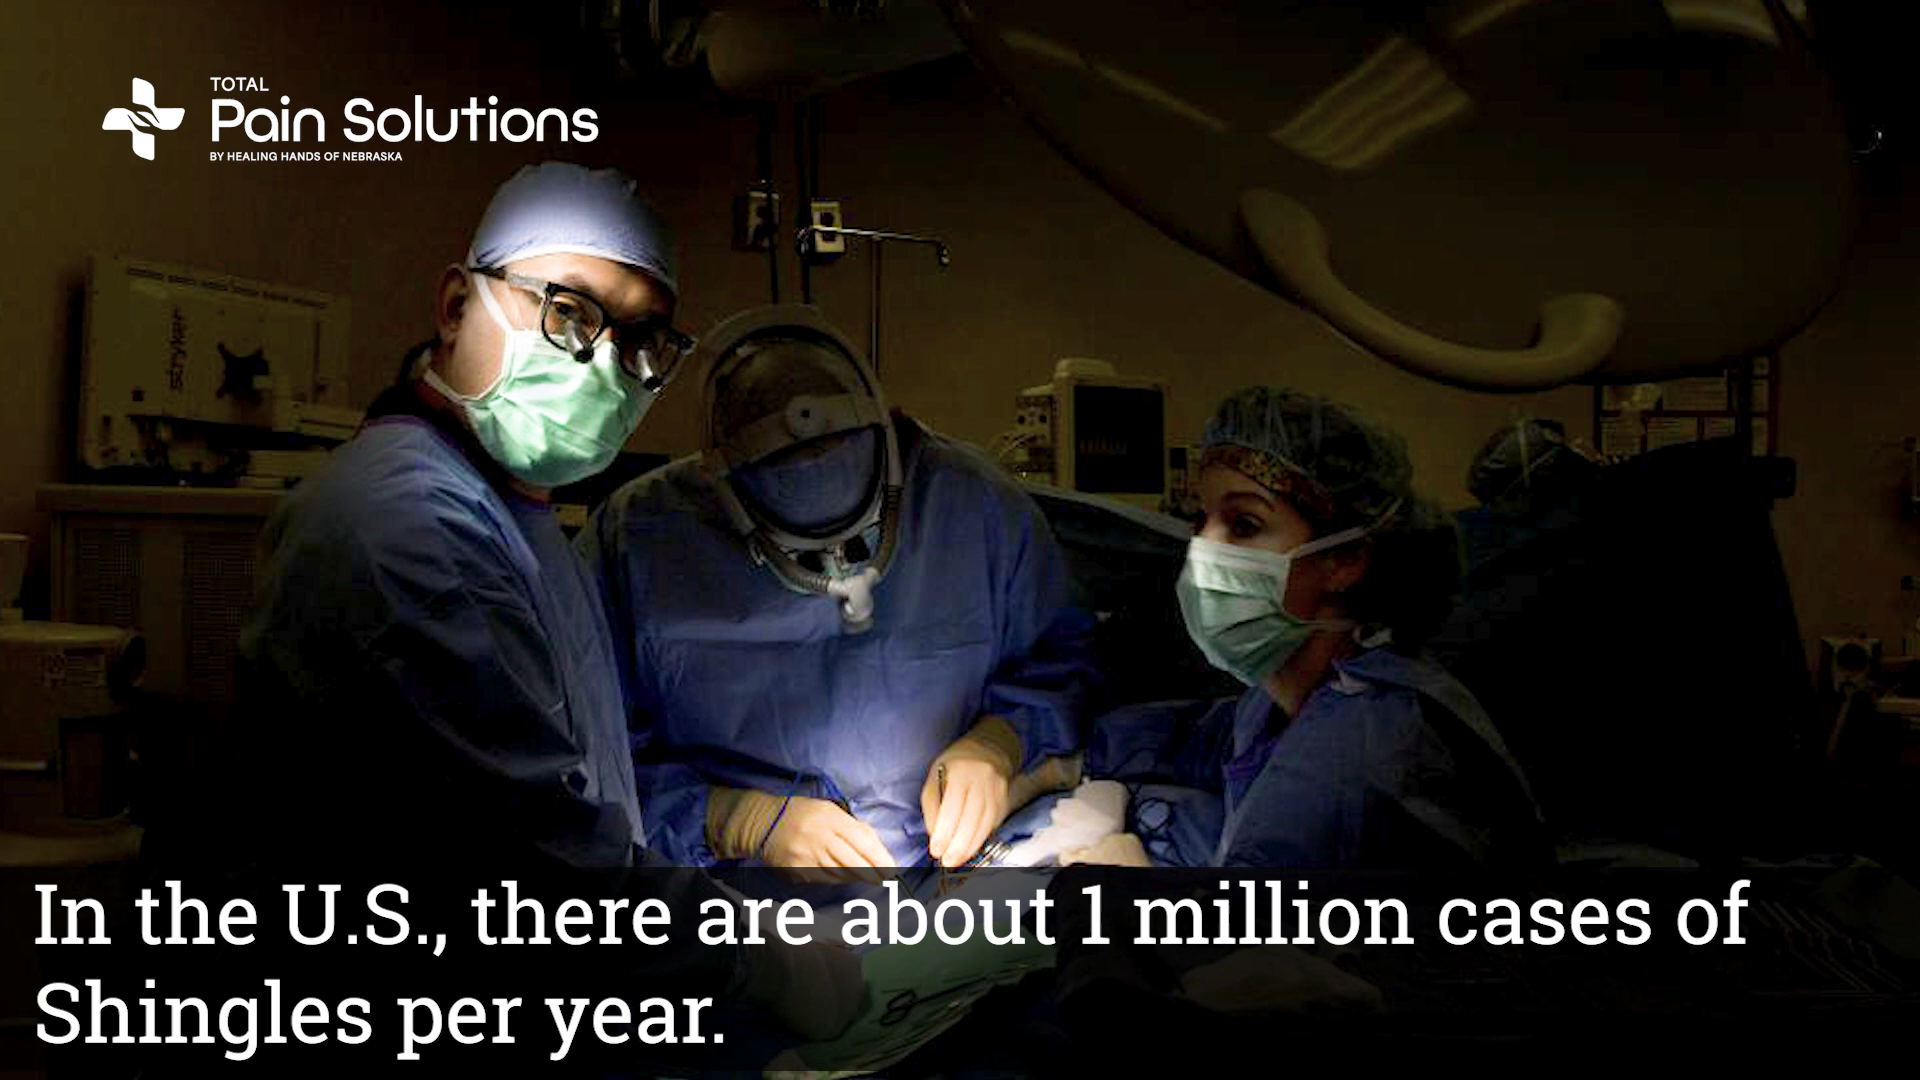 TOTAL
Pain Solutions
BY HEALING HANDS OF NEBRASKA
stryker
In the U.S., there are about 1 million cases of
Shingles per year.